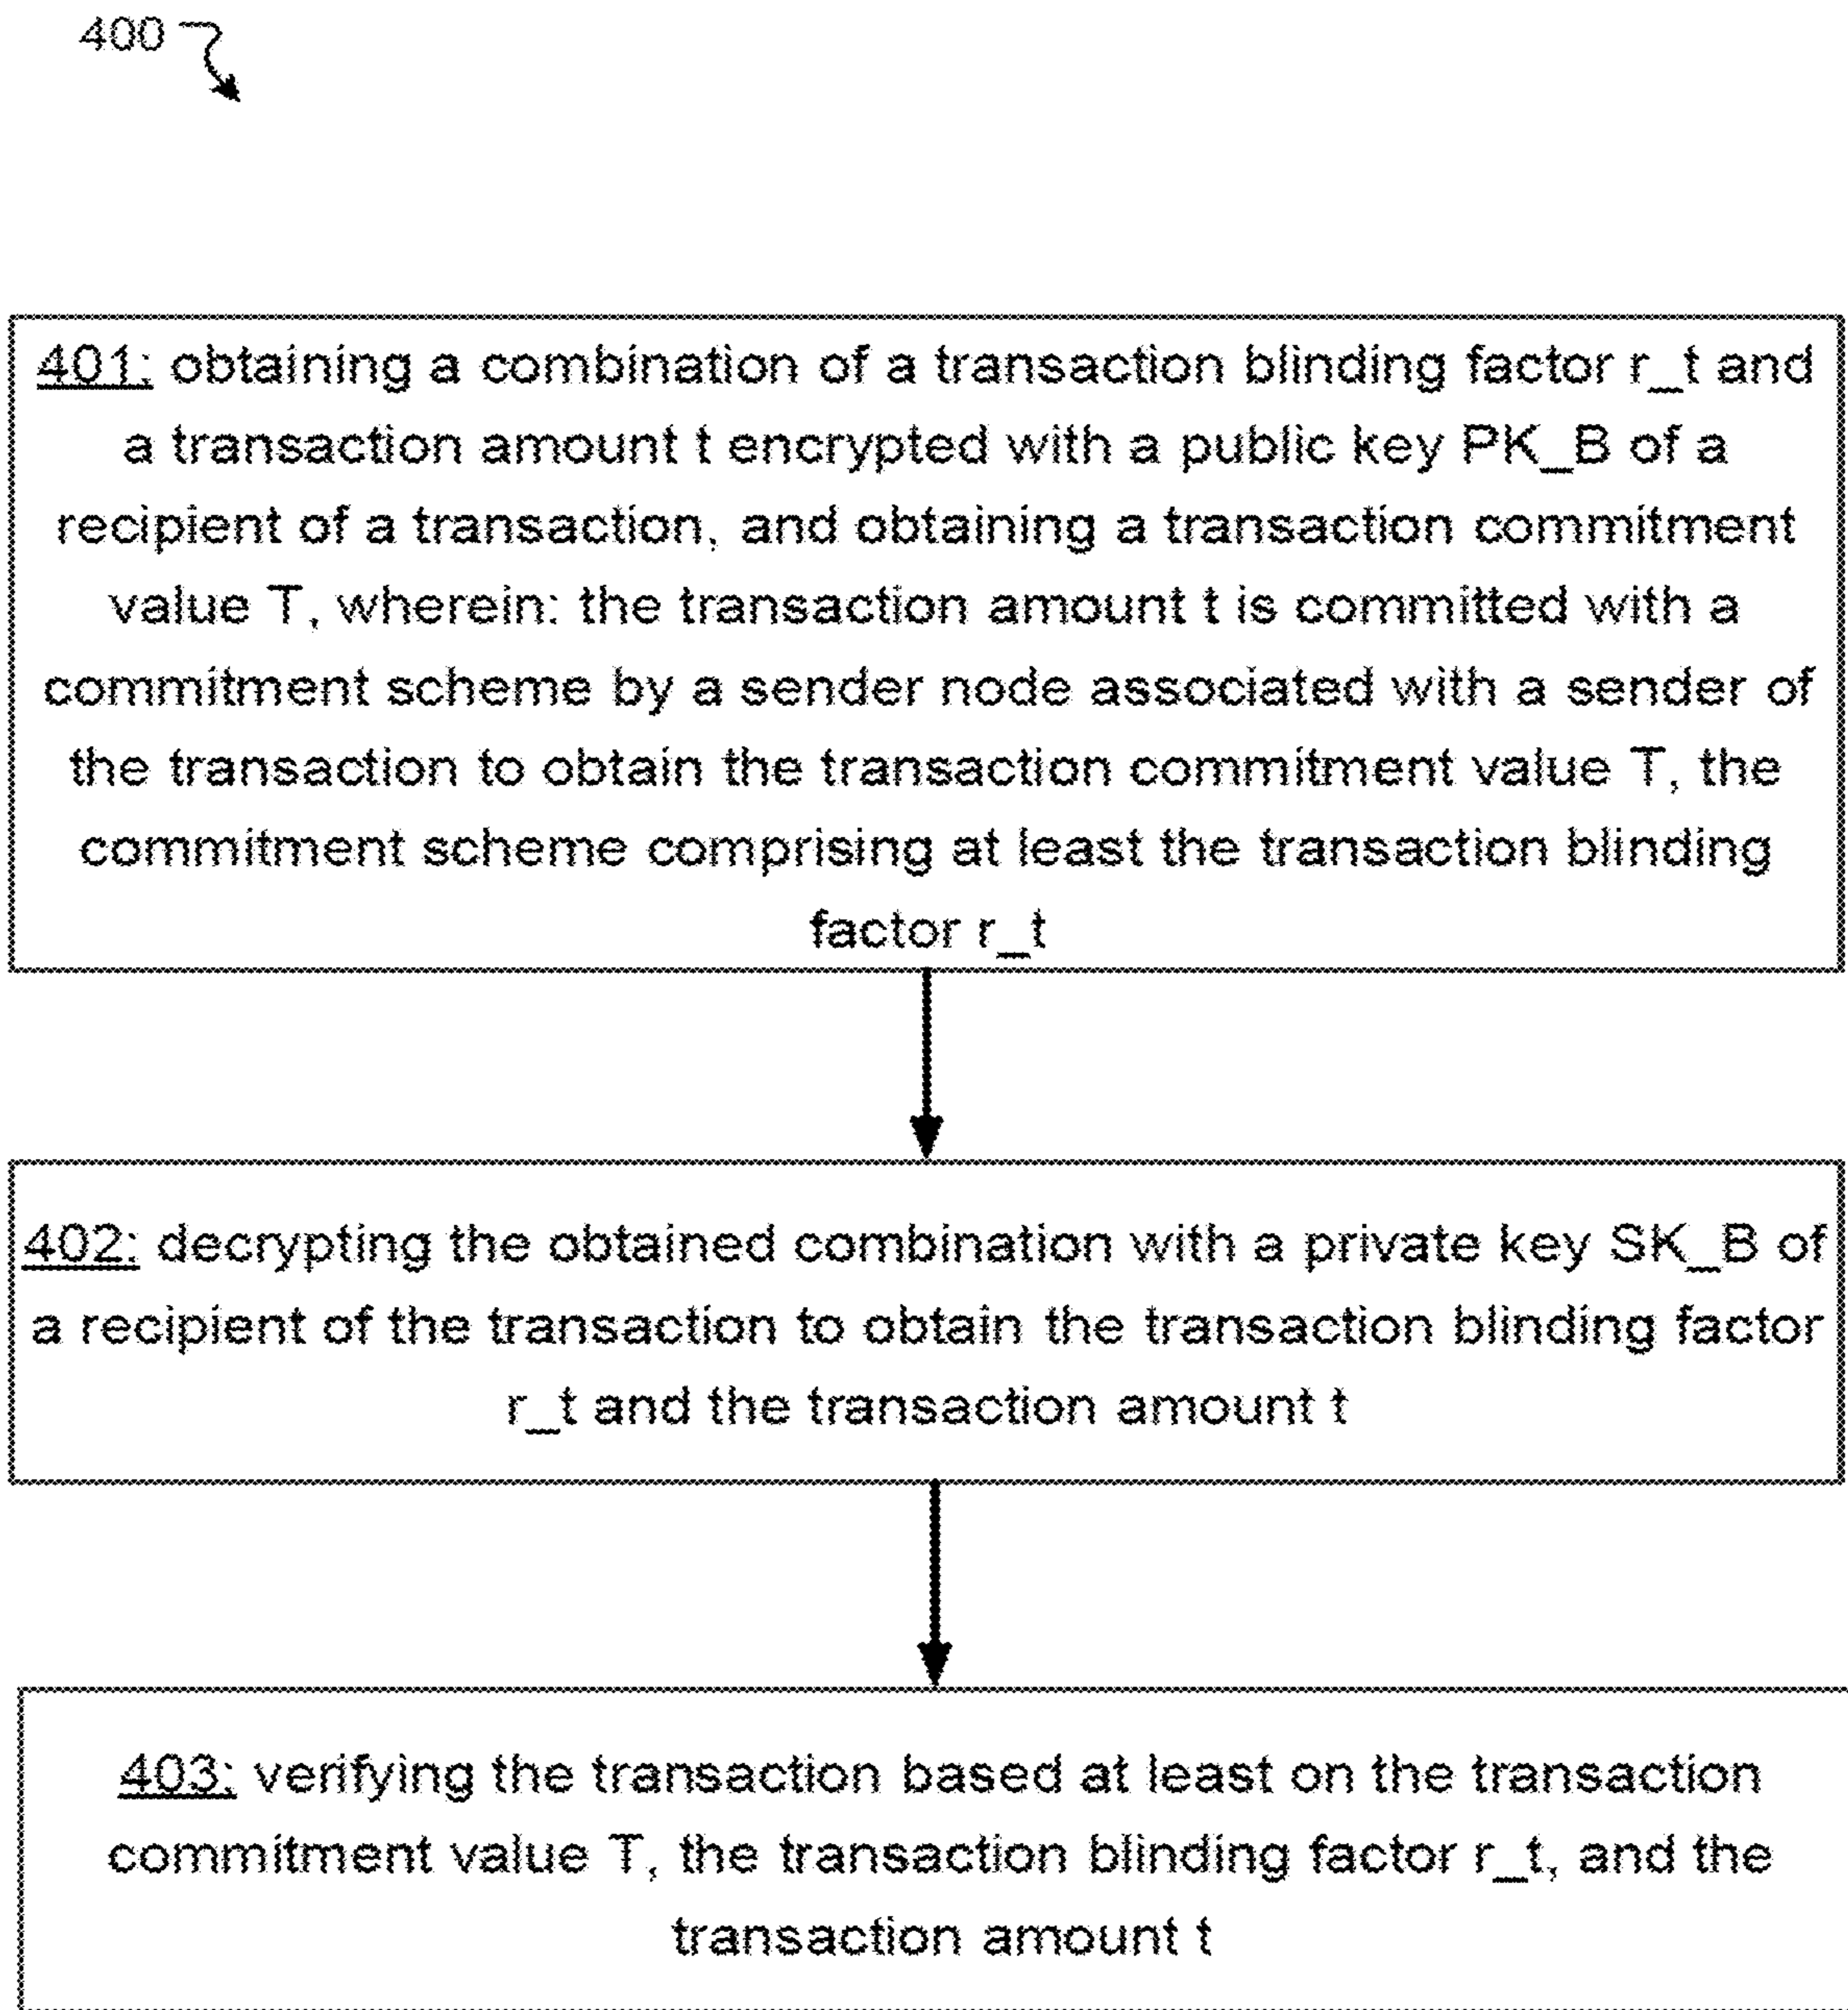 400
401: obtaining a combination of a transaction blinding factor r_t and
a transaction amount t encrypted with a public key PK_B of a
recipient of a transaction, and obtaining a transaction commitment
value T, wherein: the transaction amount t is committed with a
commitment scheme by a sender node associated with a sender of
the transaction to obtain the transaction commitment value T, the
commitment scheme comprising at least the transaction blinding
factor r_t
402: decrypting the obtained combination with a private key SK_B of
a recipient of the transaction to obtain the transaction blinding factor
r_t and the transaction amount t
403: verifying the transaction based at least on the transaction
commitment value T, the transaction blinding factor r_t, and the
transaction amount t